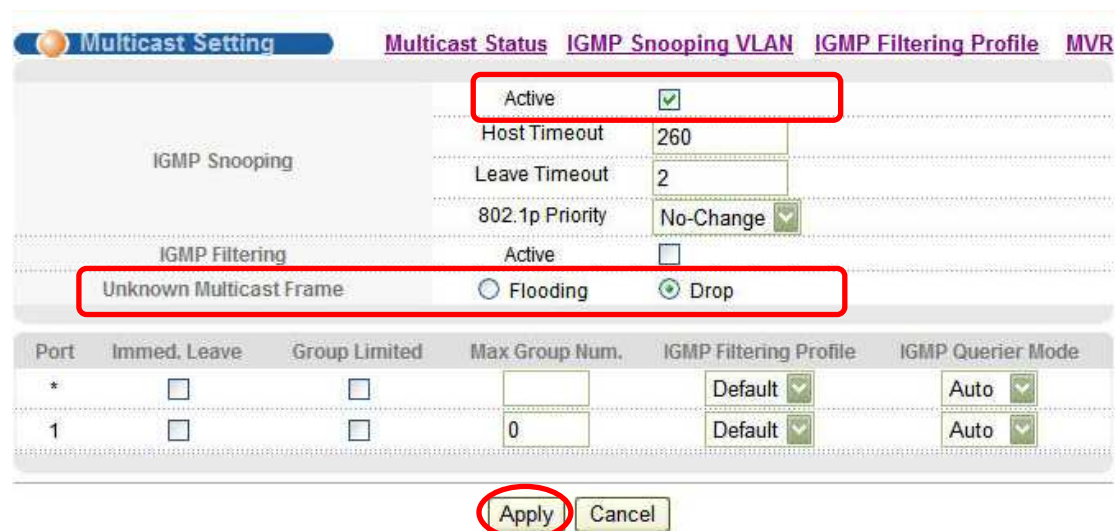 Multicast Setting Multicast Status IGMP Snooping VLAN IGMP Filtering Profile MVR
Active
Host Timeout 260
IGMP Snooping
Leave Timeout 2
802.1p Priority No-Change
IGMP Filtering Active
Unknown Multicast Frame Flooding Drop
Port Immed. Leave Group Limited Max Group Num. IGMP Filtering Profile IGMP Querier Mode
* Default Auto
1 0 Default Auto
Apply Cancel